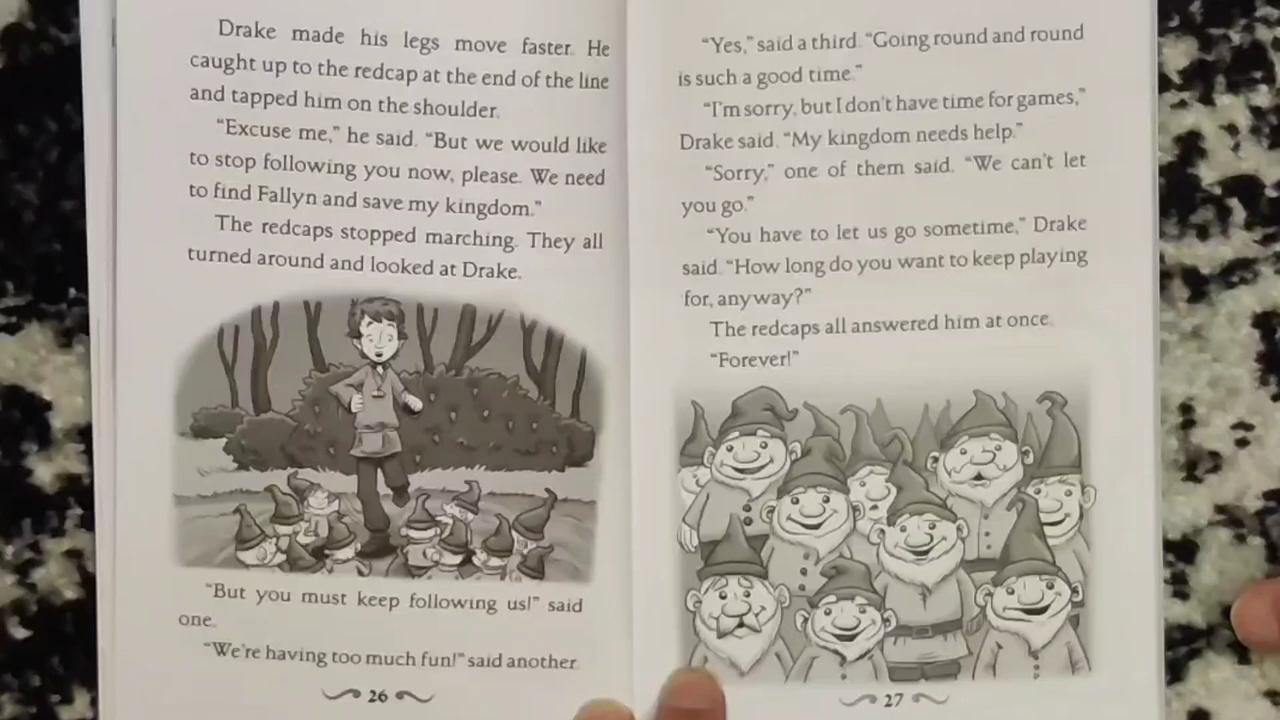 Drake made his legs move faster. He
caught up to the redcap at the end of the line
and tapped him on the shoulder.
“Excuse me,” he said. “But we would like
to stop following you now, please. We need
to find Fallyn and save my kingdom.”
The redcaps stopped marching. They all
turned around and looked at Drake.
“But you must keep following us!” said
one.
“We're having too much fun!” said another.
26
“Yes,” said a third. “Going round and round
is such a good time.”
“I'm sorry, but I don't have time for games,”
Drake said. “My kingdom needs help.”
“Sorry,” one of them said. “We can't let
you go.”
“You have to let us go sometime,” Drake
said. “How long do you want to keep playing
for, anyway?”
The redcaps all answered him at once.
“Forever!”
27